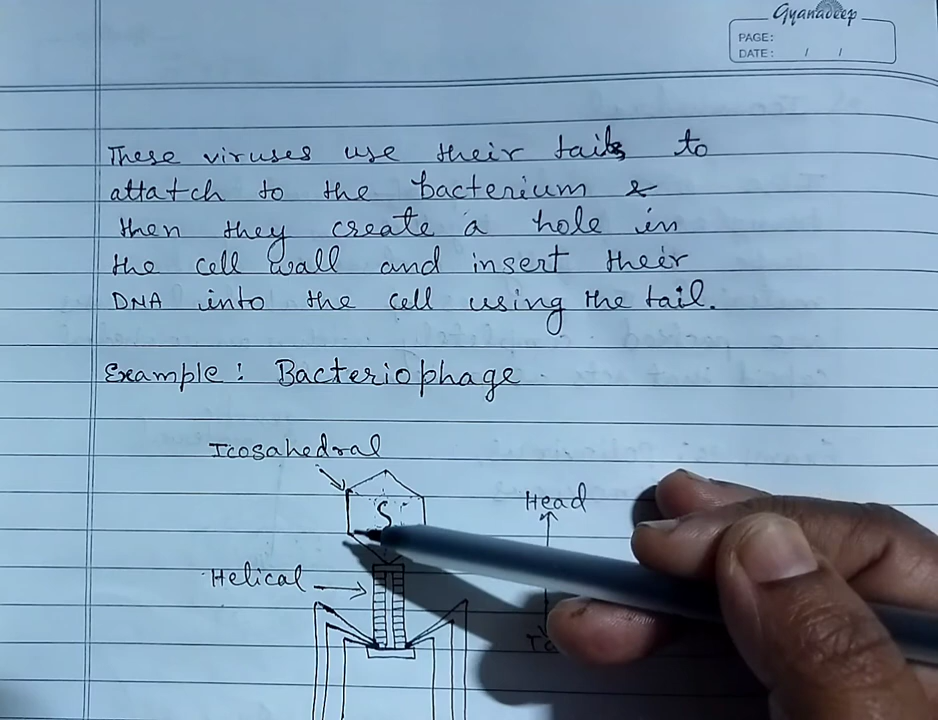 Gyanadeep
PAGE:
DATE: / /
These viruses use their tails to
attatch to the bacterium &
then they create a hole in
the cell wall and insert their
DNA into the cell using the tail.
Example: Bacteriophage
Icosahedral
Head
S
Helical